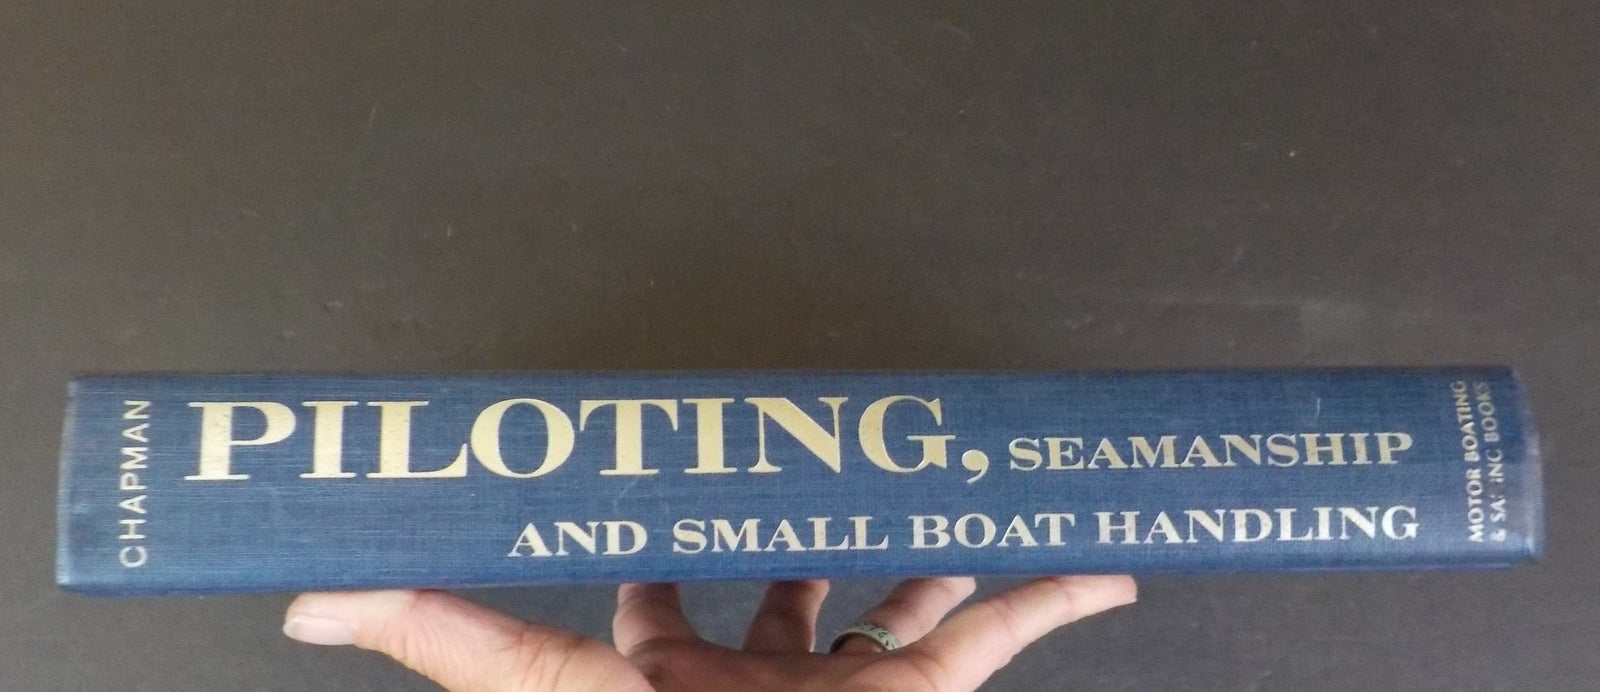 CHAPMAN
PILOTING, SEAMANSHIP
AND SMALL BOAT HANDLING
MOTOR BOATING
& BOOKS